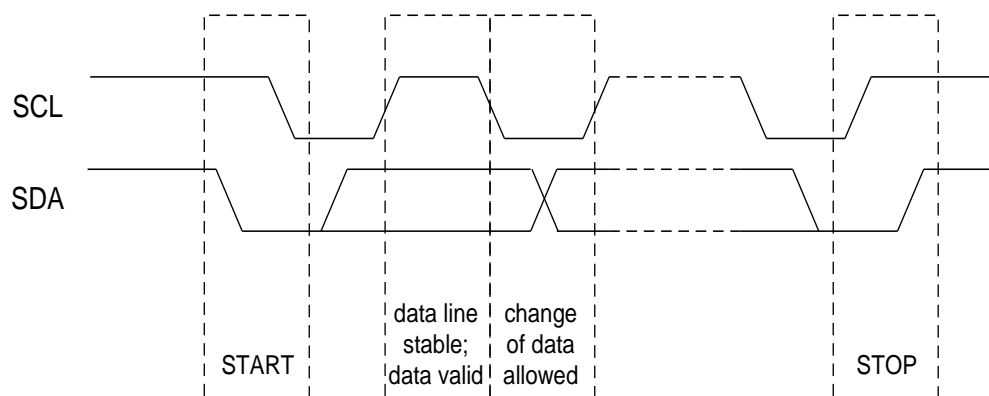 SCL
SDA
START
data line
stable;
data valid
change
of data
allowed
STOP